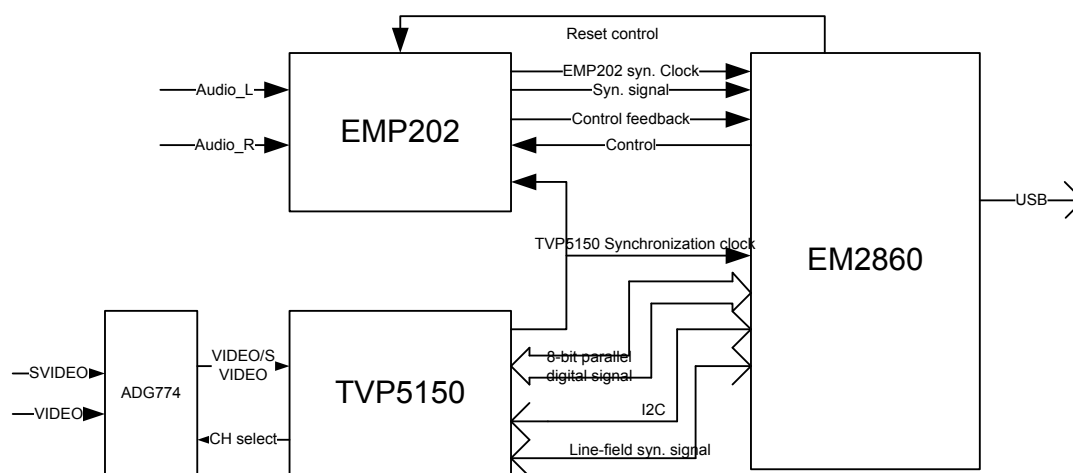 Reset control
EMP202 syn. Clock
Audio_L
Syn. signal
Control feedback
EMP202
Audio_R
Control
USB
TVP5150 Synchronization clock
EM2860
VIDEO/S
VIDEO
8-bit parallel
digital signal
SVIDEO
ADG774
TVP5150
VIDEO
I2C
CH select
Line-field syn. signal